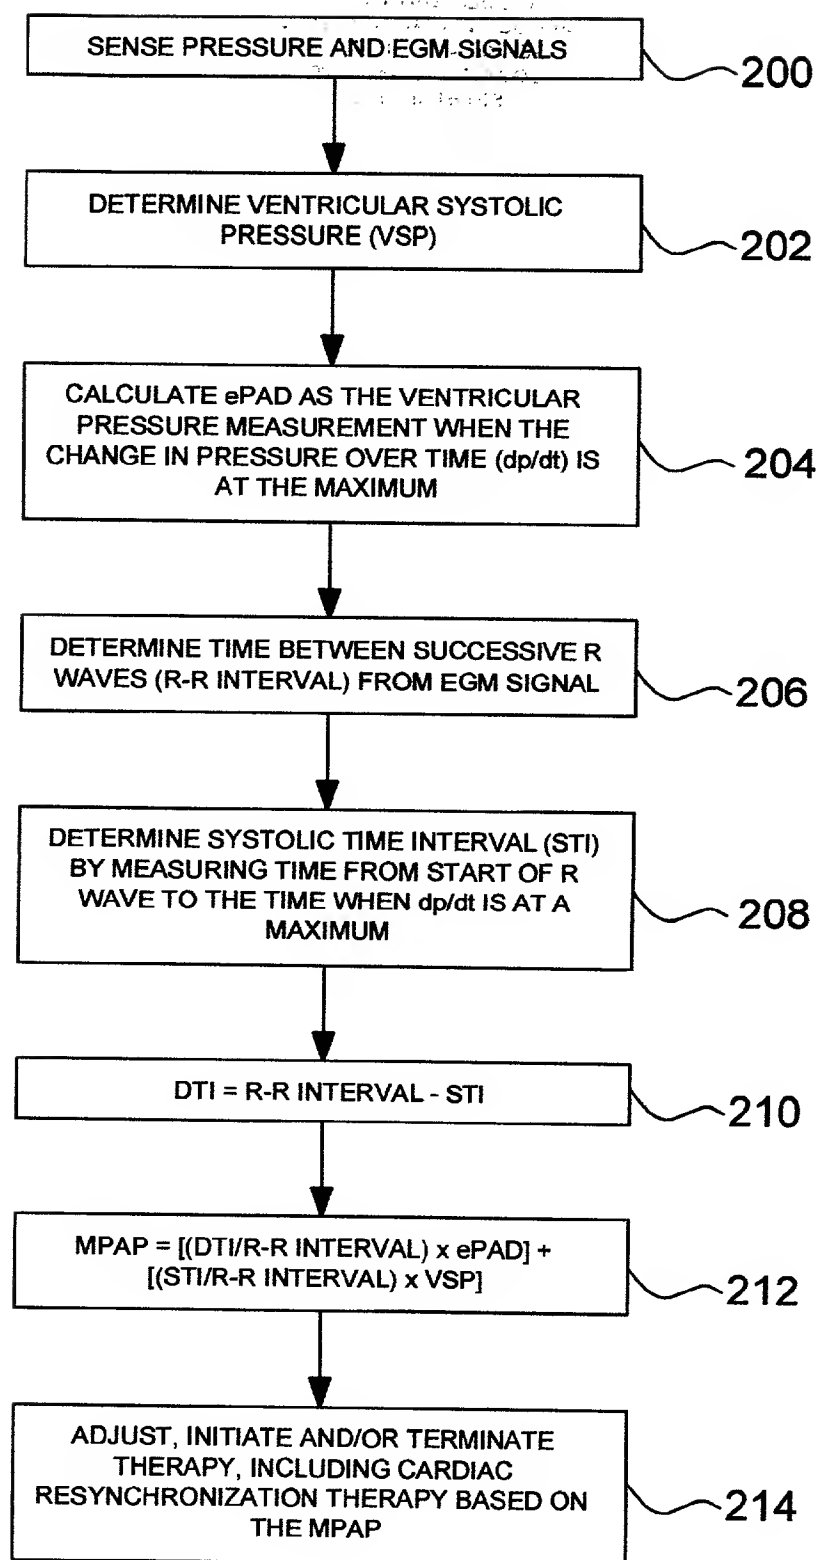 SENSE PRESSURE AND EGM SIGNALS
200
DETERMINE VENTRICULAR SYSTOLIC
PRESSURE (VSP)
202
CALCULATE ePAD AS THE VENTRICULAR
PRESSURE MEASUREMENT WHEN THE
CHANGE IN PRESSURE OVER TIME (dp/dt) IS
AT THE MAXIMUM
204
DETERMINE TIME BETWEEN SUCCESSIVE R
WAVES (R-R INTERVAL) FROM EGM SIGNAL
206
DETERMINE SYSTOLIC TIME INTERVAL (STI)
BY MEASURING TIME FROM START OF R
WAVE TO THE TIME WHEN dp/dt IS AT A
MAXIMUM
208
DTI = R-R INTERVAL - STI
210
MPAP = [(DTI/R-R INTERVAL) x ePAD] +
[(STI/R-R INTERVAL) x VSP]
212
ADJUST, INITIATE AND/OR TERMINATE
THERAPY, INCLUDING CARDIAC
RESYNCHRONIZATION THERAPY BASED ON
THE MPAP
214